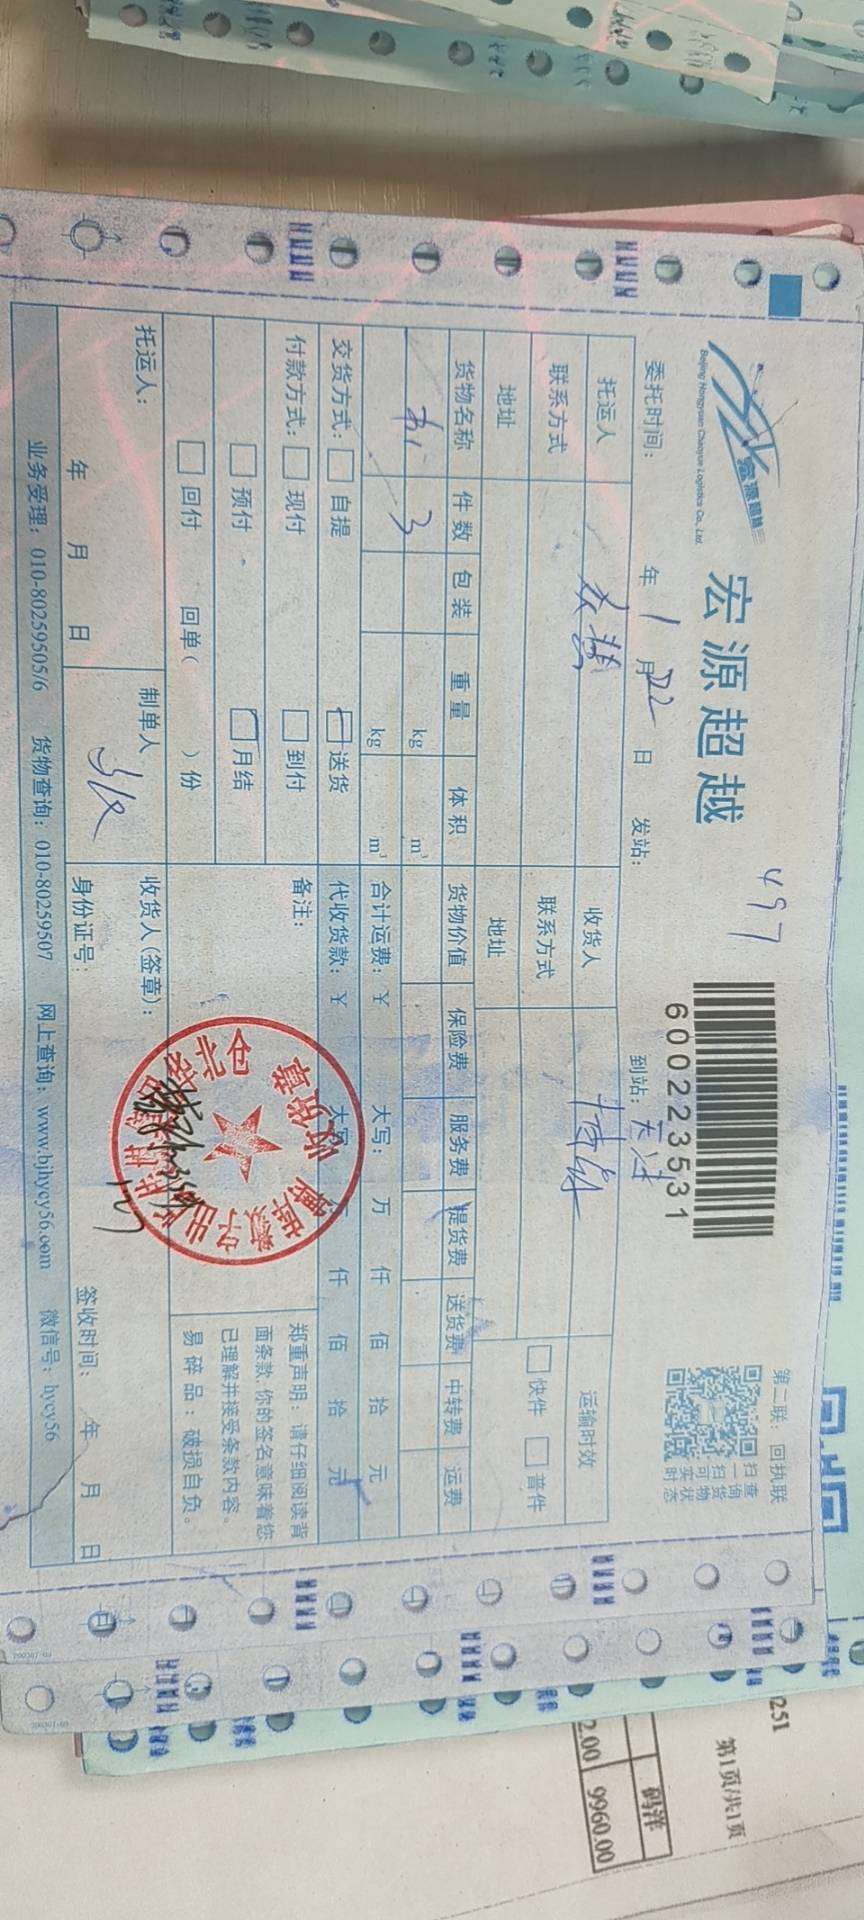 宏源超越
Beijing Hongyuan Chaoyue Logistics Co., Ltd.
宏源超越
497
600223531
第二联：回执联
扫一扫可实时
查询货物状态
委托时间： 年 1 月 22 日 发站： 到站：天津
托运人 收货人 运输时效
联系方式 联系方式 快件 普件
地址 地址
货物名称 件数 包装 重量 体积 货物价值 保险费 服务费 提货费 送货费 中转费 运费
3 kg m³
kg m³ 合计运费：￥ 大写： 万 仟 佰 拾 元
交货方式： 自提 送货 代收货款：￥ 大写： 仟 佰 拾 元
付款方式： 现付 到付 备注：
预付 月结
回付 回单（ ）份
郑重声明：请仔细阅读背
面条款 你的签名意味着您
已理解并接受条款内容。
易碎品：破损自负。
托运人： 制单人 收货人（签章）：
年 月 日 身份证号： 签收时间： 年 月 日
业务受理：010-80259505/6 货物查询：010-80259507 网上查询：www.bjhycy56.com 微信号：hycy56
收货章
251
第1页/共1页
码洋
2.00 9960.00